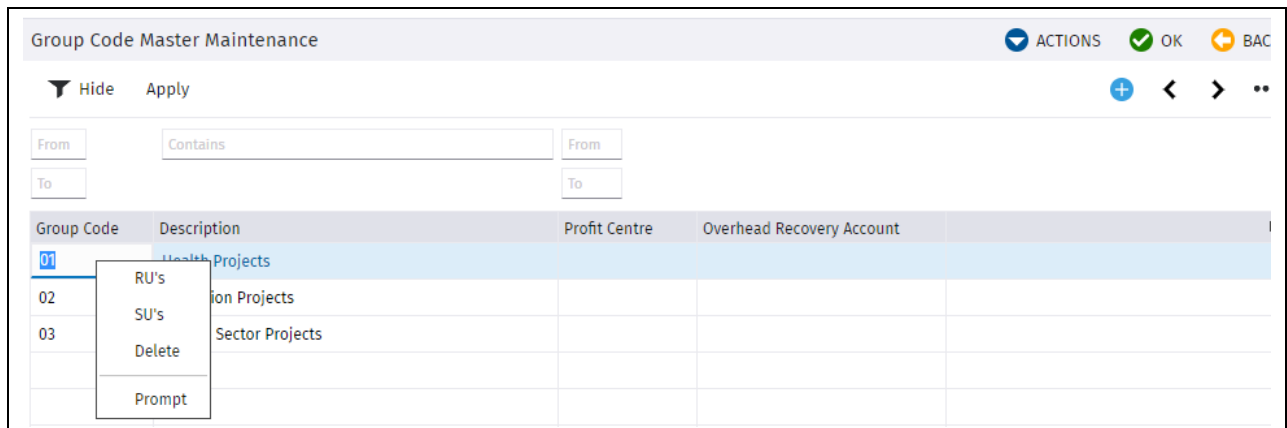 Group Code Master Maintenance ACTIONS OK BAC
Hide Apply
From Contains From
To To
Group Code Description Profit Centre Overhead Recovery Account
01 Health Projects
RU's
02 ion Projects
SU's
03 Sector Projects
Delete
Prompt